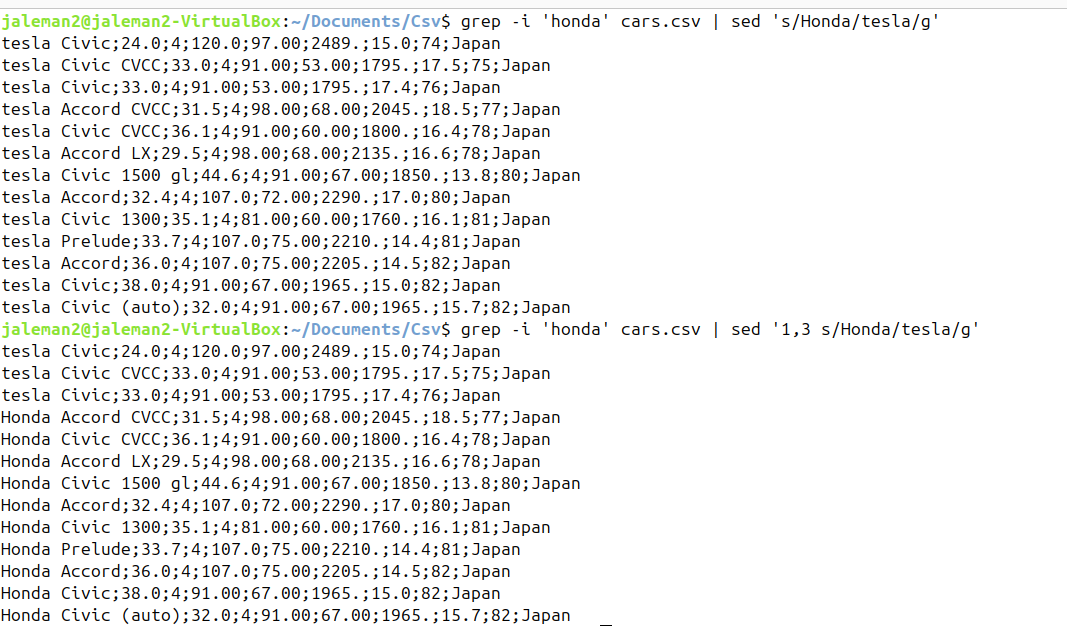 jaleman2@jaleman2-VirtualBox:~/Documents/Csv$ grep -i 'honda' cars.csv | sed 's/Honda/tesla/g'
tesla Civic;24.0;4;120.0;97.00;2489.;15.0;74;Japan
tesla Civic CVCC;33.0;4;91.00;53.00;1795.;17.5;75;Japan
tesla Civic;33.0;4;91.00;53.00;1795.;17.4;76;Japan
tesla Accord CVCC;31.5;4;98.00;68.00;2045.;18.5;77;Japan
tesla Civic CVCC;36.1;4;91.00;60.00;1800.;16.4;78;Japan
tesla Accord LX;29.5;4;98.00;68.00;2135.;16.6;78;Japan
tesla Civic 1500 gl;44.6;4;91.00;67.00;1850.;13.8;80;Japan
tesla Accord;32.4;4;107.0;72.00;2290.;17.0;80;Japan
tesla Civic 1300;35.1;4;81.00;60.00;1760.;16.1;81;Japan
tesla Prelude;33.7;4;107.0;75.00;2210.;14.4;81;Japan
tesla Accord;36.0;4;107.0;75.00;2205.;14.5;82;Japan
tesla Civic;38.0;4;91.00;67.00;1965.;15.0;82;Japan
tesla Civic (auto);32.0;4;91.00;67.00;1965.;15.7;82;Japan
jaleman2@jaleman2-VirtualBox:~/Documents/Csv$ grep -i 'honda' cars.csv | sed '1,3 s/Honda/tesla/g'
tesla Civic;24.0;4;120.0;97.00;2489.;15.0;74;Japan
tesla Civic CVCC;33.0;4;91.00;53.00;1795.;17.5;75;Japan
tesla Civic;33.0;4;91.00;53.00;1795.;17.4;76;Japan
Honda Accord CVCC;31.5;4;98.00;68.00;2045.;18.5;77;Japan
Honda Civic CVCC;36.1;4;91.00;60.00;1800.;16.4;78;Japan
Honda Accord LX;29.5;4;98.00;68.00;2135.;16.6;78;Japan
Honda Civic 1500 gl;44.6;4;91.00;67.00;1850.;13.8;80;Japan
Honda Accord;32.4;4;107.0;72.00;2290.;17.0;80;Japan
Honda Civic 1300;35.1;4;81.00;60.00;1760.;16.1;81;Japan
Honda Prelude;33.7;4;107.0;75.00;2210.;14.4;81;Japan
Honda Accord;36.0;4;107.0;75.00;2205.;14.5;82;Japan
Honda Civic;38.0;4;91.00;67.00;1965.;15.0;82;Japan
Honda Civic (auto);32.0;4;91.00;67.00;1965.;15.7;82;Japan